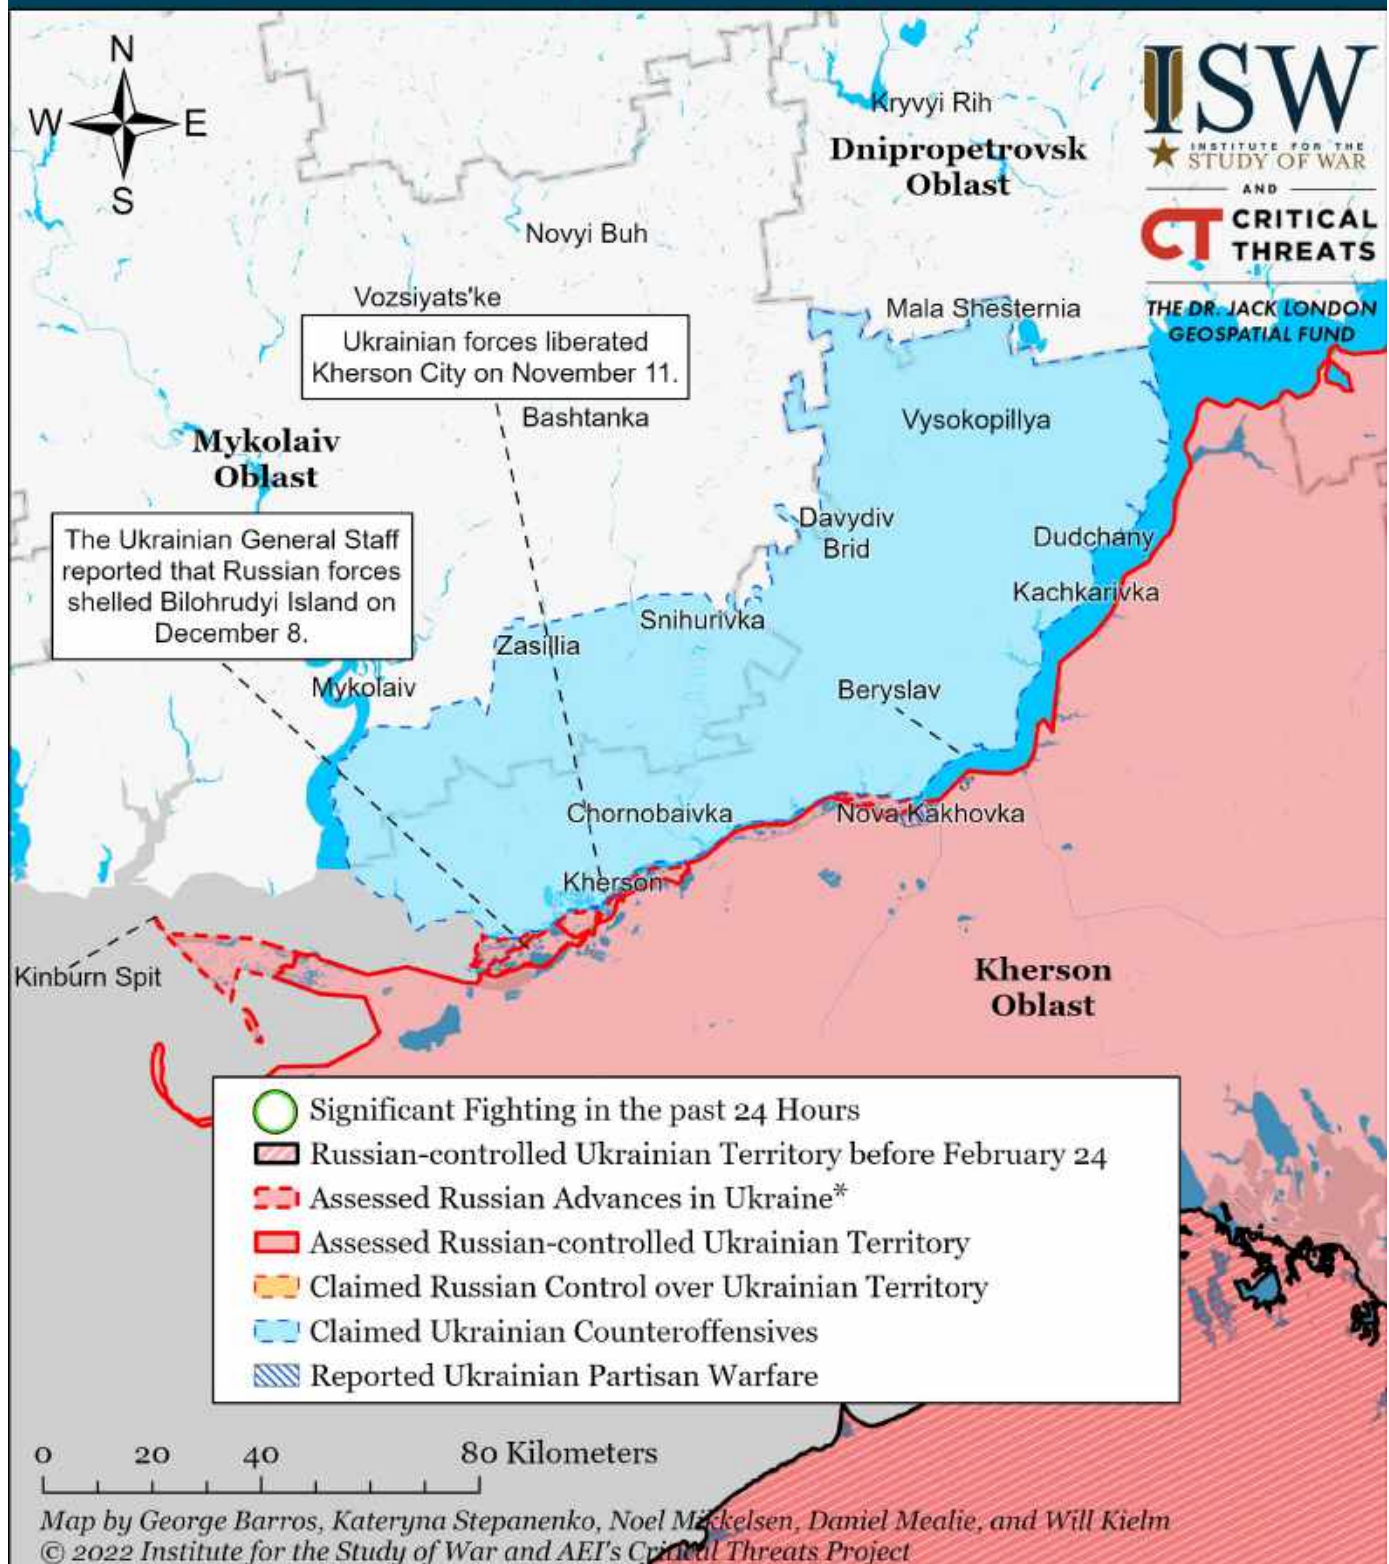 N
W E
S
ISW
INSTITUTE FOR THE
STUDY OF WAR
AND
CT CRITICAL
THREATS
THE DR. JACK LONDON
GEOSPATIAL FUND
Kryvyi Rih
Dnipropetrovsk
Oblast
Novyi Buh
Vozsiyats'ke
Mala Shesternia
Ukrainian forces liberated
Kherson City on November 11.
Bashtanka
Vysokopillya
Mykolaiv
Oblast
The Ukrainian General Staff
reported that Russian forces
shelled Bilohrudyi Island on
December 8.
Davydiv
Brid
Dudchany
Kachkarivka
Snihurivka
Zasillia
Mykolaiv
Beryslav
Chornobaivka
Nova Kakhovka
Kherson
Kinburn Spit
Kherson
Oblast
Significant Fighting in the past 24 Hours
Russian-controlled Ukrainian Territory before February 24
Assessed Russian Advances in Ukraine*
Assessed Russian-controlled Ukrainian Territory
Claimed Russian Control over Ukrainian Territory
Claimed Ukrainian Counteroffensives
Reported Ukrainian Partisan Warfare
0 20 40 80 Kilometers
Map by George Barros, Kateryna Stepanenko, Noel Mikkelsen, Daniel Mealie, and Will Kielm
© 2022 Institute for the Study of War and AEI's Critical Threats Project